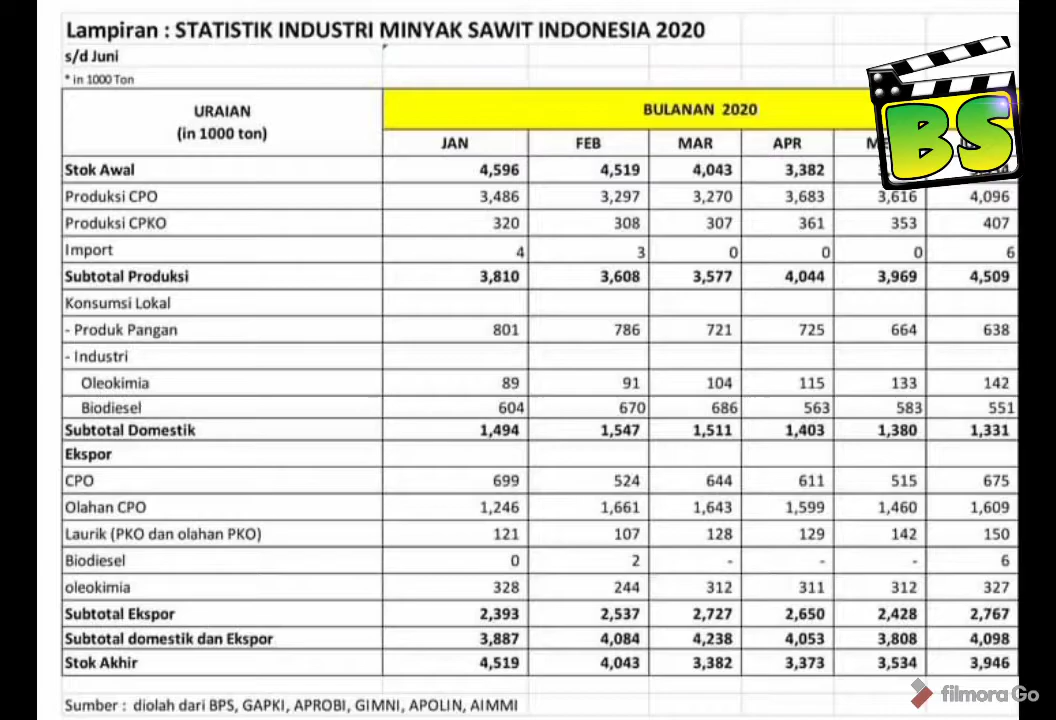 Lampiran : STATISTIK INDUSTRI MINYAK SAWIT INDONESIA 2020
s/d Juni
* in 1000 Ton
URAIAN
(in 1000 ton)
BULANAN 2020
JAN FEB MAR APR
Stok Awal 4,596 4,519 4,043 3,382
Produksi CPO 3,486 3,297 3,270 3,683 3,616 4,096
Produksi CPKO 320 308 307 361 353 407
Import 4 3 0 0 0 6
Subtotal Produksi 3,810 3,608 3,577 4,044 3,969 4,509
Konsumsi Lokal
- Produk Pangan 801 786 721 725 664 638
- Industri
Oleokimia 89 91 104 115 133 142
Biodiesel 604 670 686 563 583 551
Subtotal Domestik 1,494 1,547 1,511 1,403 1,380 1,331
Ekspor
CPO 699 524 644 611 515 675
Olahan CPO 1,246 1,661 1,643 1,599 1,460 1,609
Laurik (PKO dan olahan PKO) 121 107 128 129 142 150
Biodiesel 0 2 - - - 6
oleokimia 328 244 312 311 312 327
Subtotal Ekspor 2,393 2,537 2,727 2,650 2,428 2,767
Subtotal domestik dan Ekspor 3,887 4,084 4,238 4,053 3,808 4,098
Stok Akhir 4,519 4,043 3,382 3,373 3,534 3,946
Sumber : diolah dari BPS, GAPKI, APROBI, GIMNI, APOLIN, AIMMI
BS
filmora Go